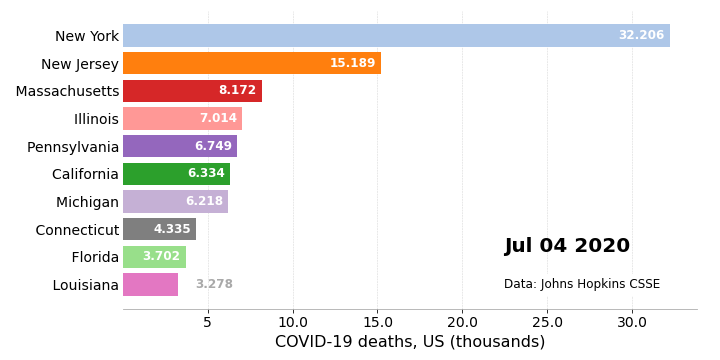 New York 32.206
New Jersey 15.189
Massachusetts 8.172
Illinois 7.014
Pennsylvania 6.749
California 6.334
Michigan 6.218
Connecticut 4.335
Jul 04 2020
Florida 3.702
Louisiana 3.278
Data: Johns Hopkins CSSE
5 10.0 15.0 20.0 25.0 30.0
COVID-19 deaths, US (thousands)